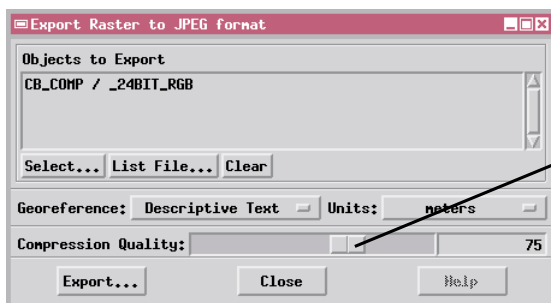 Export Raster to JPEG format
Objects to Export
CB_COMP / _24BIT_RGB
Select... List File... Clear
Georeference: Descriptive Text Units: meters
Compression Quality: 75
Export... Close Help